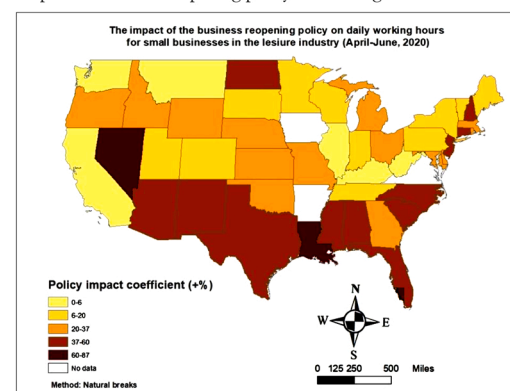 The impact of the business reopening policy on daily working hours
for small businesses in the lesiure industry (April-June, 2020)
Policy impact coefficient (+%)
0-6
6-20
20-37
37-60
60-87
No data
Method: Natural breaks
N
W E
S
0 125 250 500 Miles